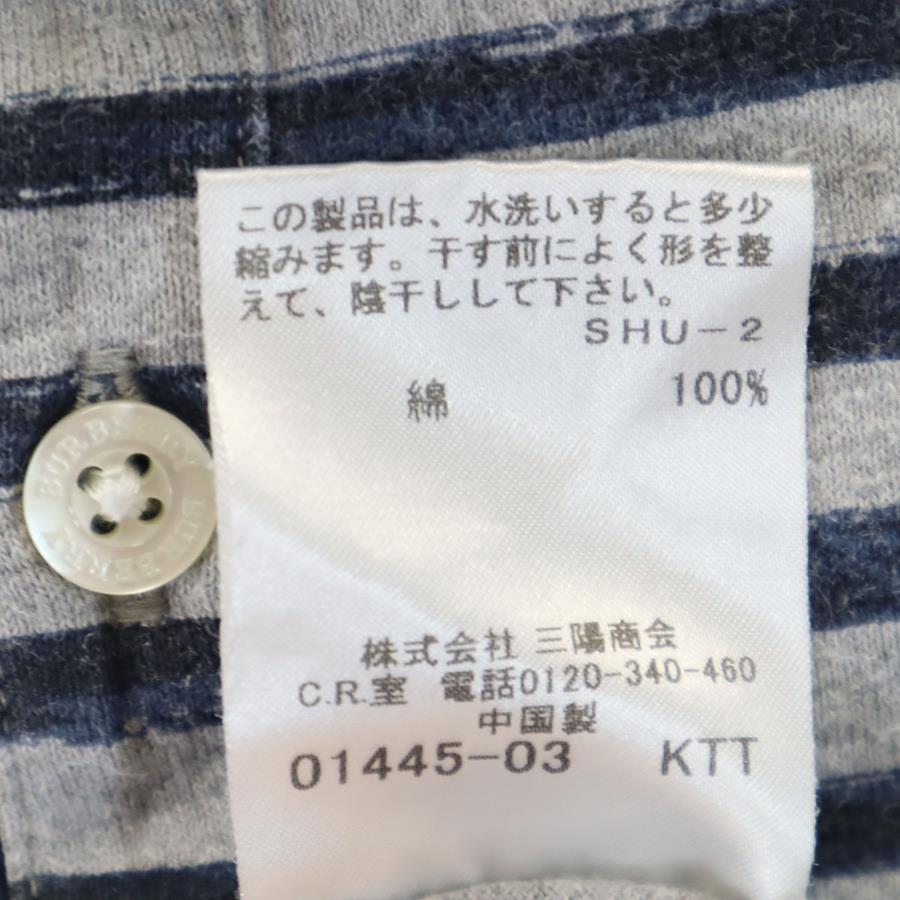 この製品は、水洗いすると多少
縮みます。干す前によく形を整
えて、陰干しして下さい。
SHU-2
綿 100%
BURBERRY BURBERRY
株式会社 三陽商会
C.R.室 電話0120-340-460
中国製
01445-03 KTT